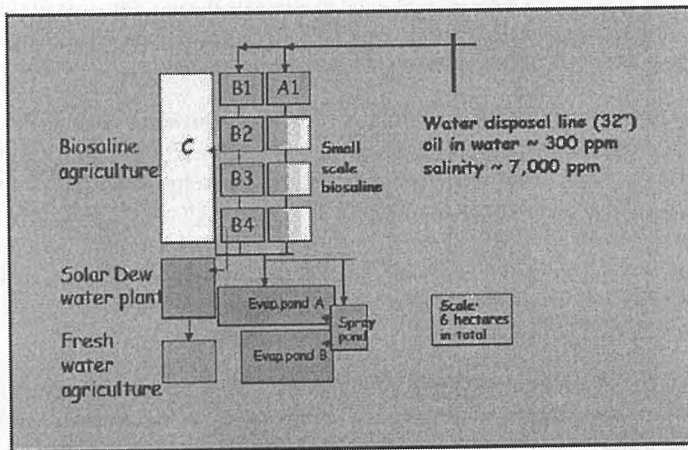 B1
A1
B2
B3
B4
C
Biosaline
agriculture
Small
scale
biosaline
Water disposal line (32")
oil in water ~ 300 ppm
salinity ~ 7,000 ppm
Solar Dew
water plant
Fresh
water
agriculture
Evap.pond A
Evap.pond B
Spray
pond
Scale:
6 hectares
in total